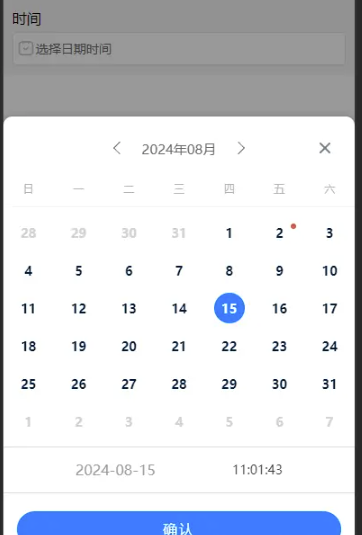 时间
选择日期时间
2024年08月
日 一 二 三 四 五 六
28 29 30 31 1 2 3
4 5 6 7 8 9 10
11 12 13 14 15 16 17
18 19 20 21 22 23 24
25 26 27 28 29 30 31
1 2 3 4 5 6 7
2024-08-15 11:01:43
确认